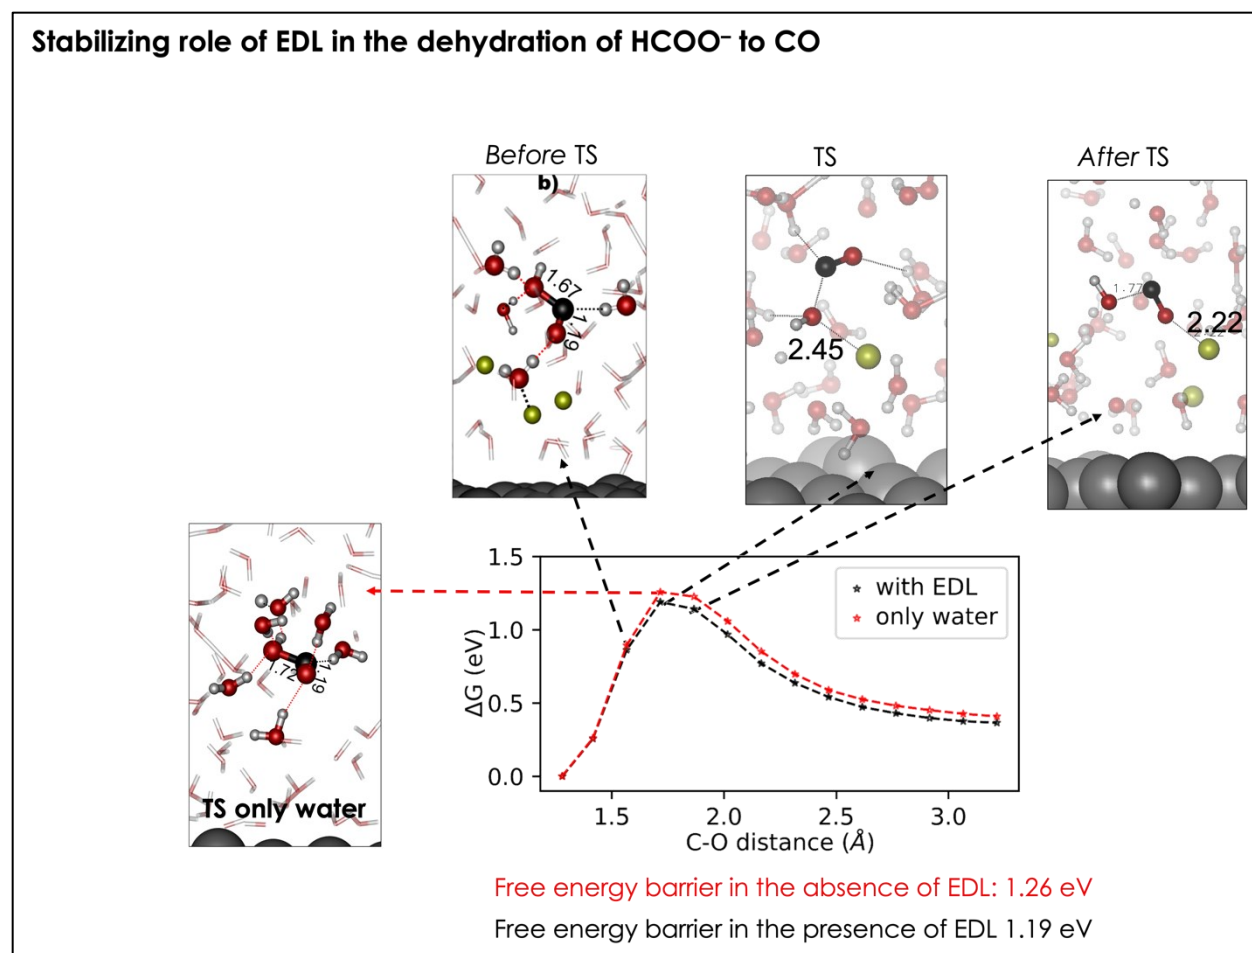 Stabilizing role of EDL in the dehydration of HCOO⁻ to CO
Before TS
TS
After TS
b)
1.67
1.19
2.45
1.77
2.22
1.72
1.19
TS only water
1.5
1.0
0.5
0.0
ΔG (eV)
with EDL
only water
1.5 2.0 2.5 3.0
C-O distance (Å)
Free energy barrier in the absence of EDL: 1.26 eV
Free energy barrier in the presence of EDL 1.19 eV